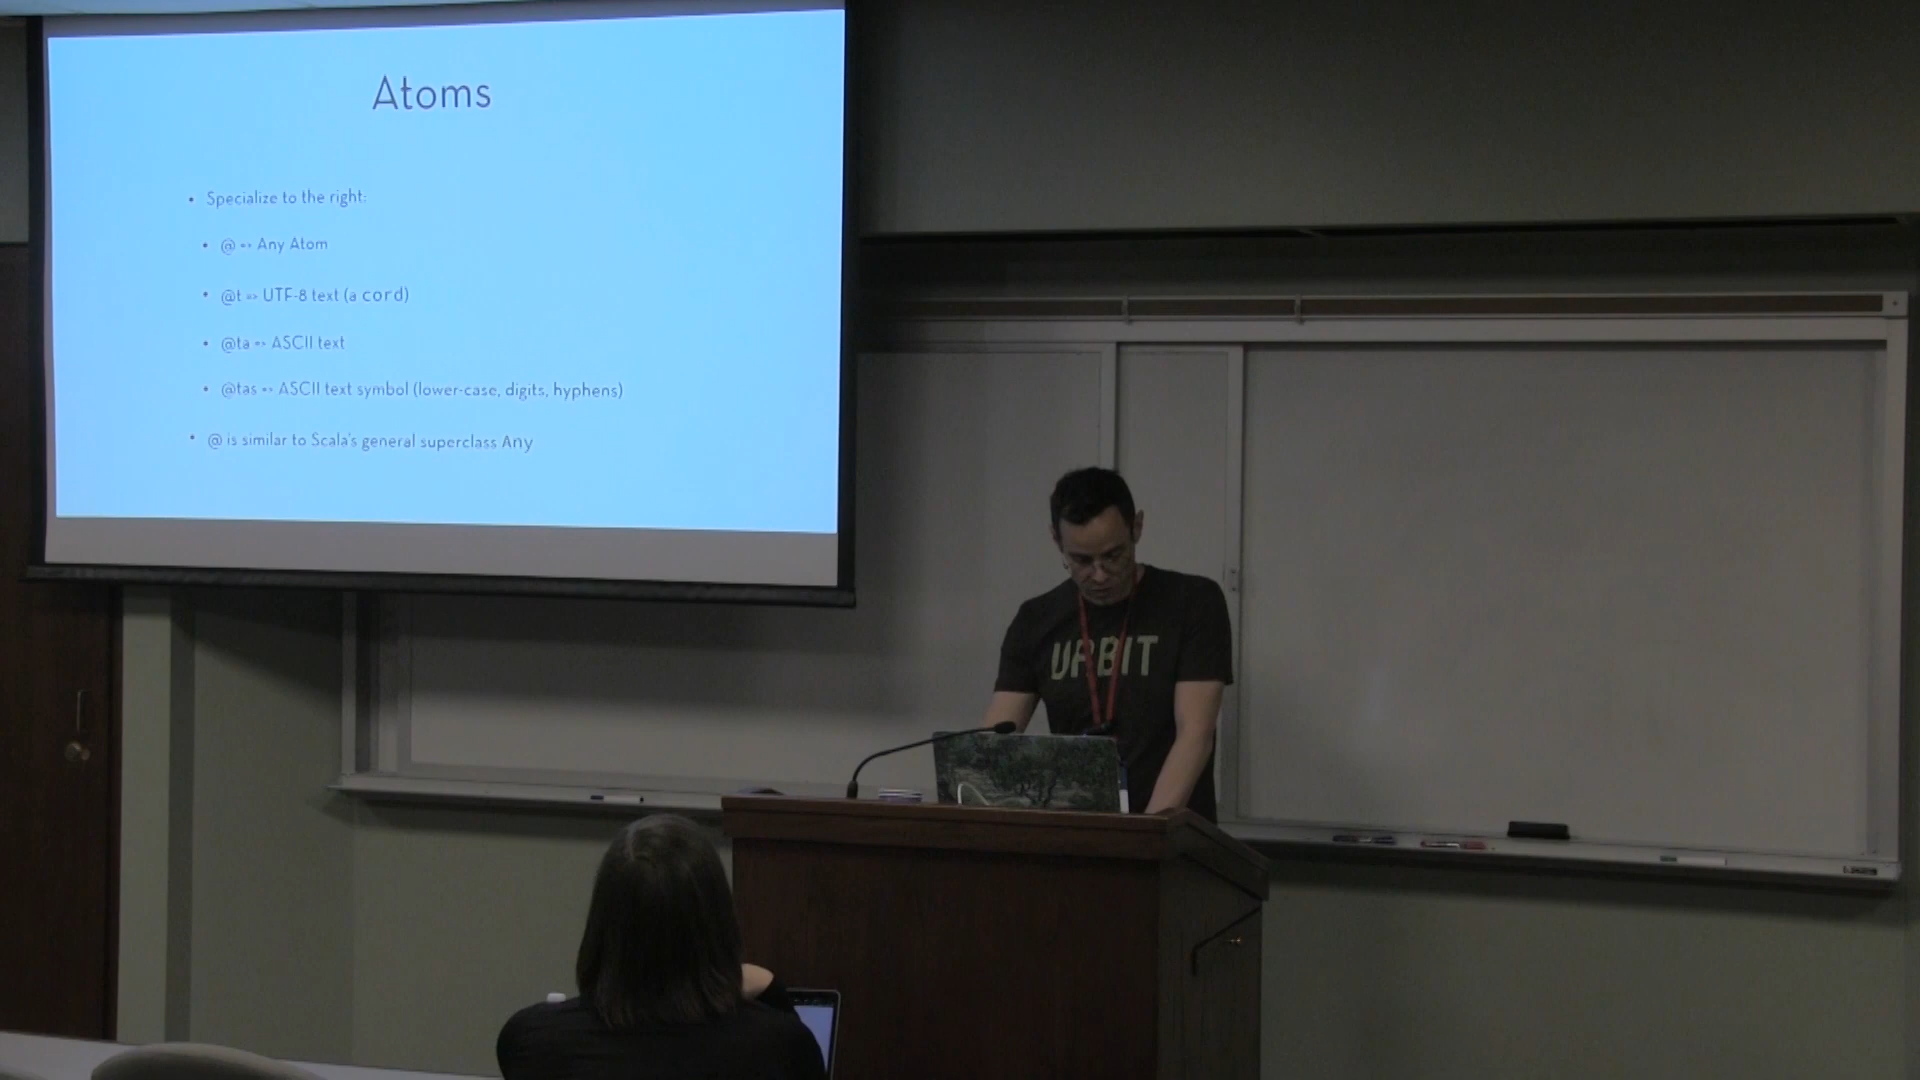 Atoms
• Specialize to the right:
• @ => Any Atom
• @t => UTF-8 text (a cord)
• @ta => ASCII text
• @tas => ASCII text symbol (lower-case, digits, hyphens)
• @ is similar to Scala's general superclass Any
URBIT